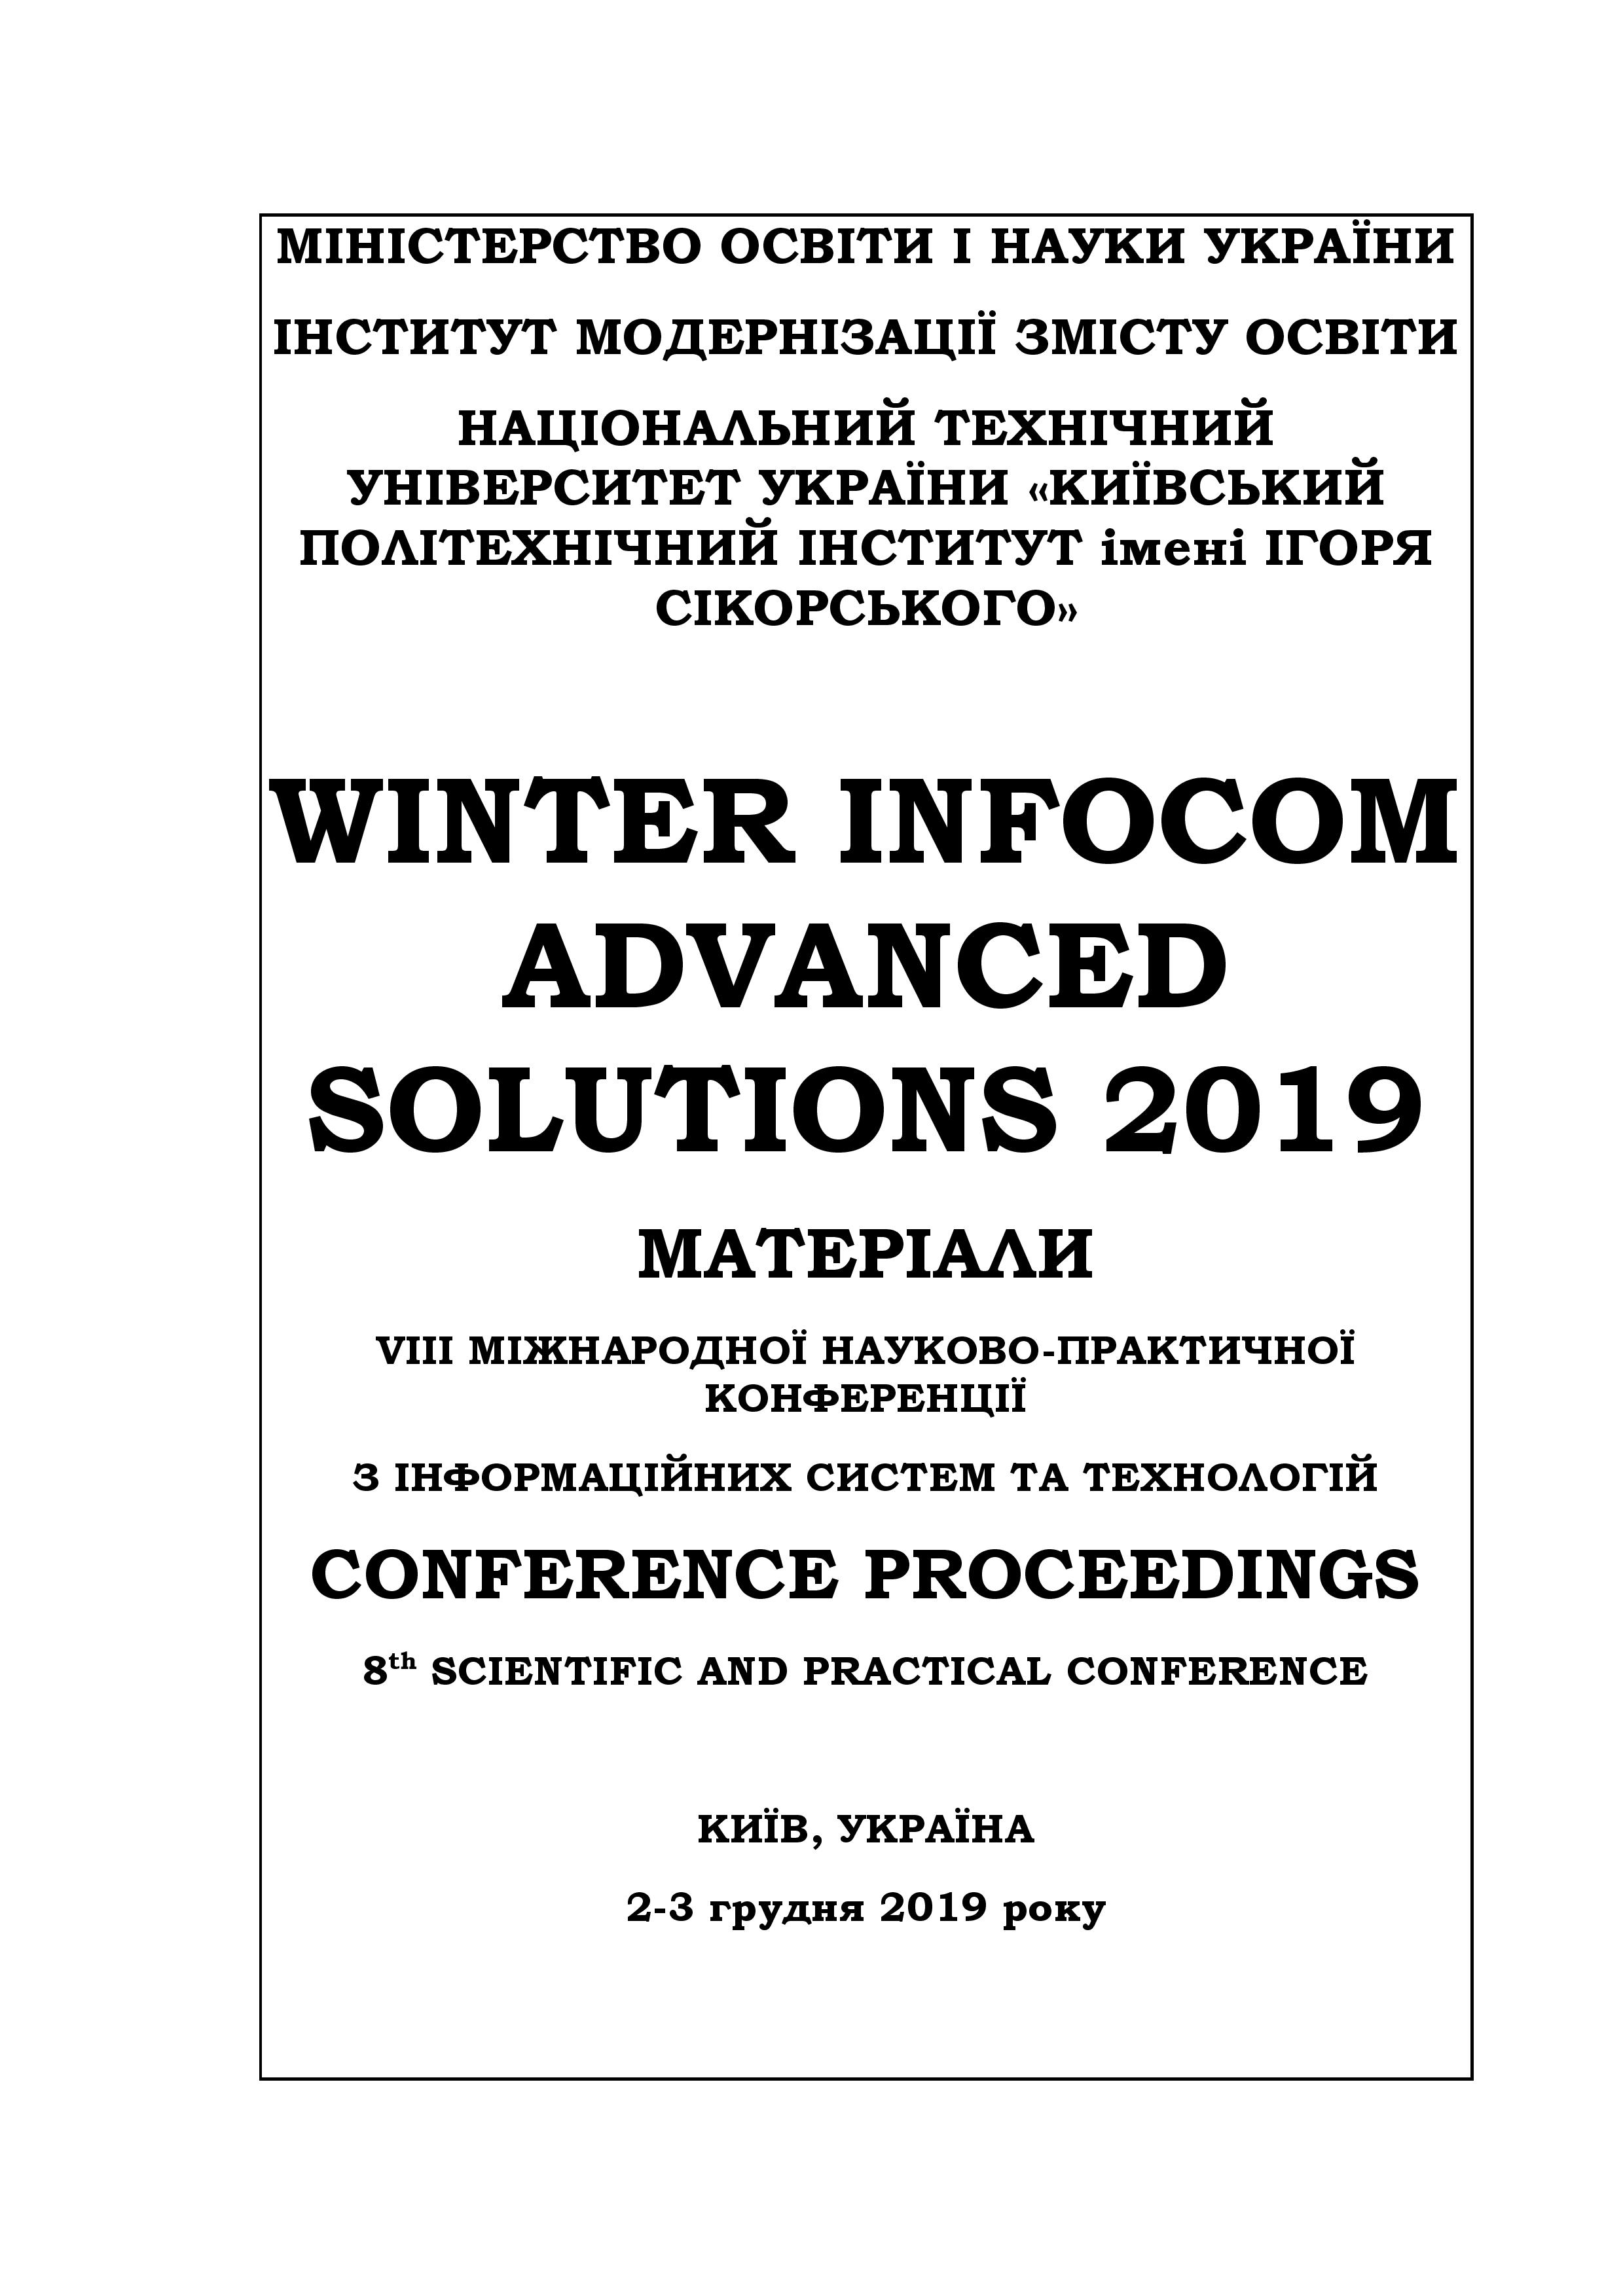 МІНІСТЕРСТВО ОСВІТИ І НАУКИ УКРАЇНИ
ІНСТИТУТ МОДЕРНІЗАЦІЇ ЗМІСТУ ОСВІТИ
НАЦІОНАЛЬНИЙ ТЕХНІЧНИЙ
УНІВЕРСИТЕТ УКРАЇНИ «КИЇВСЬКИЙ
ПОЛІТЕХНІЧНИЙ ІНСТИТУТ імені ІГОРЯ
СІКОРСЬКОГО»
WINTER INFOCOM
ADVANCED
SOLUTIONS 2019
МАТЕРІАЛИ
VIII МІЖНАРОДНОЇ НАУКОВО-ПРАКТИЧНОЇ
КОНФЕРЕНЦІЇ
З ІНФОРМАЦІЙНИХ СИСТЕМ ТА ТЕХНОЛОГІЙ
CONFERENCE PROCEEDINGS
8th SCIENTIFIC AND PRACTICAL CONFERENCE
КИЇВ, УКРАЇНА
2-3 грудня 2019 року